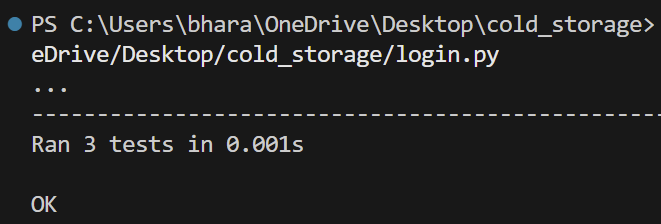 PS C:\Users\bhara\OneDrive\Desktop\cold_storage>
eDrive/Desktop/cold_storage/login.py
...
----------------------------------------------------
Ran 3 tests in 0.001s
OK